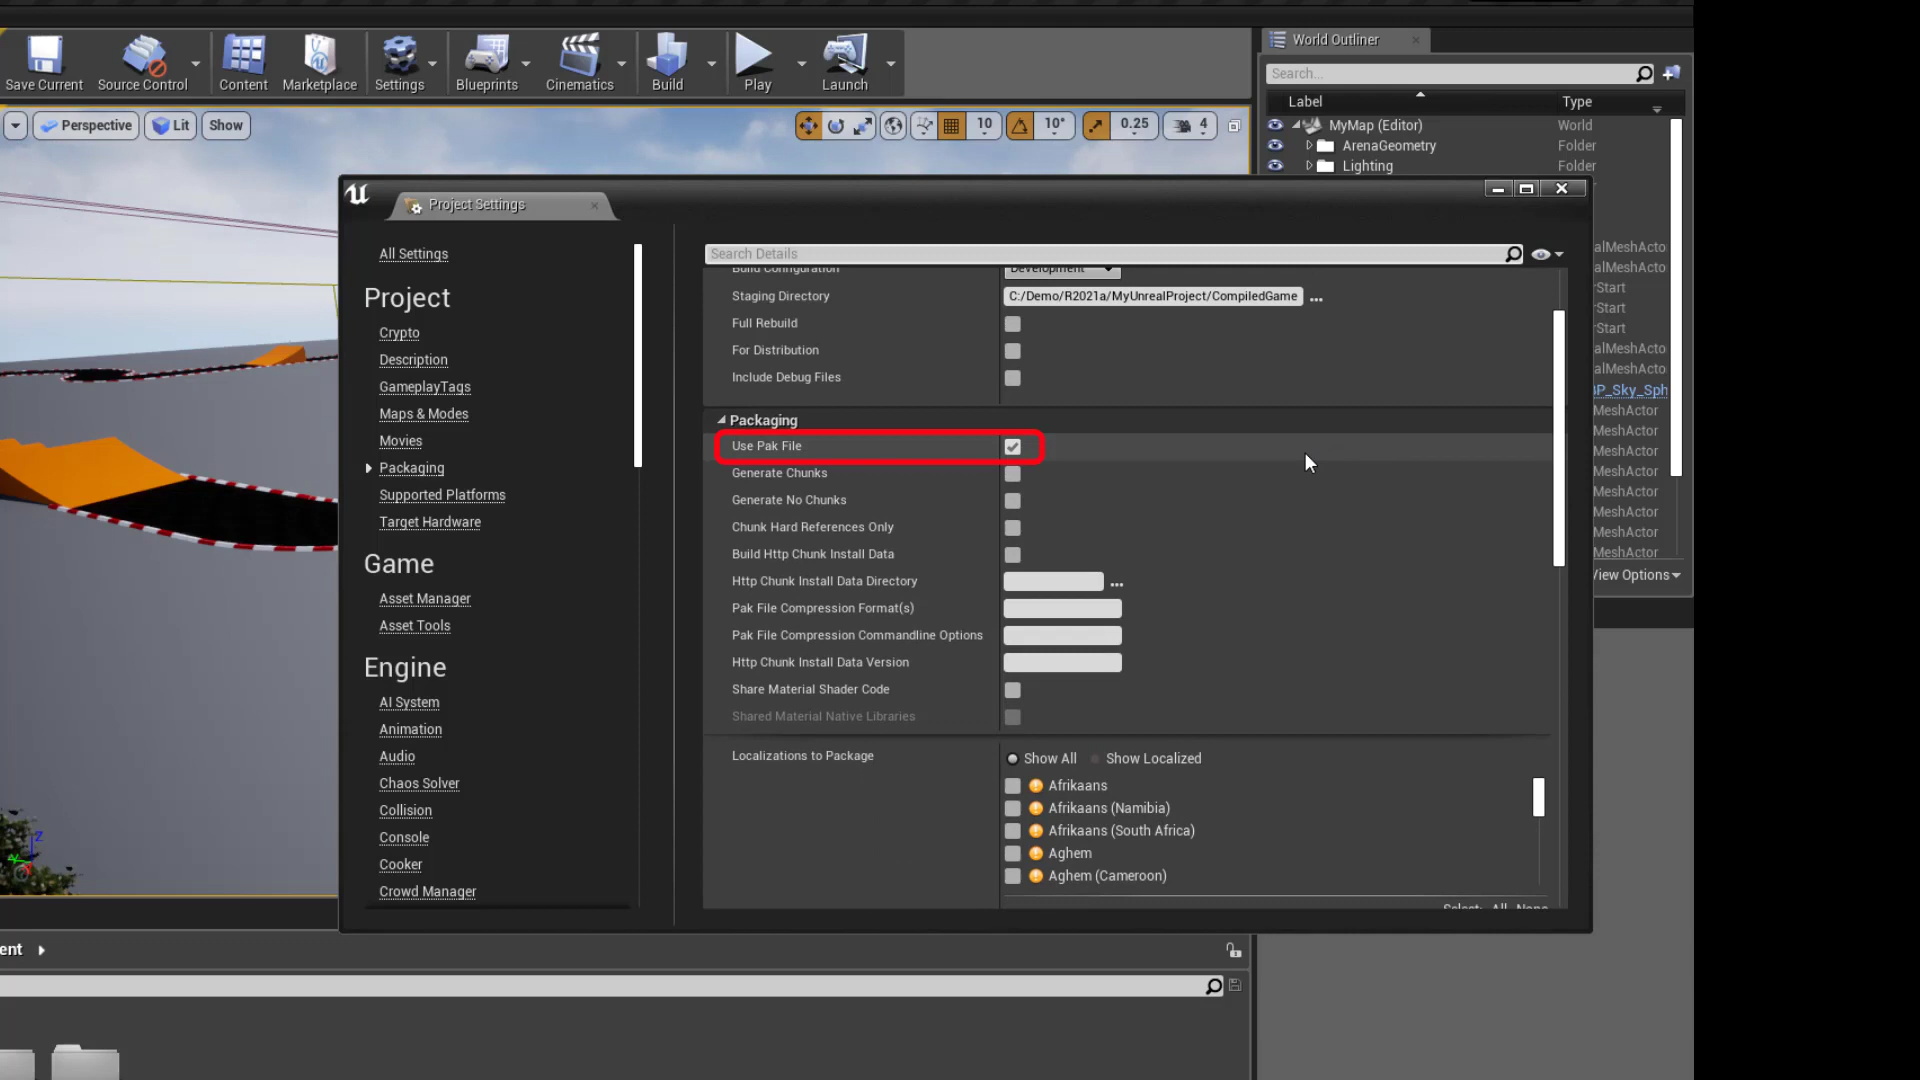 World Outliner
Save Current
Source Control
Content
Marketplace
Settings
Blueprints
Cinematics
Build
Play
Launch
Search...
Label
Type
Perspective
Lit
Show
10
10°
0.25
4
MyMap (Editor)
World
ArenaGeometry
Folder
Lighting
Folder
Project Settings
All Settings
Project
Crypto
Description
GameplayTags
Maps & Modes
Movies
Packaging
Supported Platforms
Target Hardware
Game
Asset Manager
Asset Tools
Engine
AI System
Animation
Audio
Chaos Solver
Collision
Console
Cooker
Crowd Manager
Search Details
Build Configuration
Development
Staging Directory
C:/Demo/R2021a/MyUnrealProject/CompiledGame
...
Full Rebuild
For Distribution
Include Debug Files
Packaging
Use Pak File
Generate Chunks
Generate No Chunks
Chunk Hard References Only
Build Http Chunk Install Data
Http Chunk Install Data Directory
...
Pak File Compression Format(s)
Pak File Compression Commandline Options
Http Chunk Install Data Version
Share Material Shader Code
Shared Material Native Libraries
Localizations to Package
Show All
Show Localized
Afrikaans
Afrikaans (Namibia)
Afrikaans (South Africa)
Aghem
Aghem (Cameroon)
Select: All None
alMeshActo
alMeshActo
rStart
rStart
rStart
alMeshActo
alMeshActo
BP_Sky_Sph
MeshActor
MeshActor
MeshActor
MeshActor
MeshActor
MeshActor
MeshActor
MeshActor
View Options
ent
Z